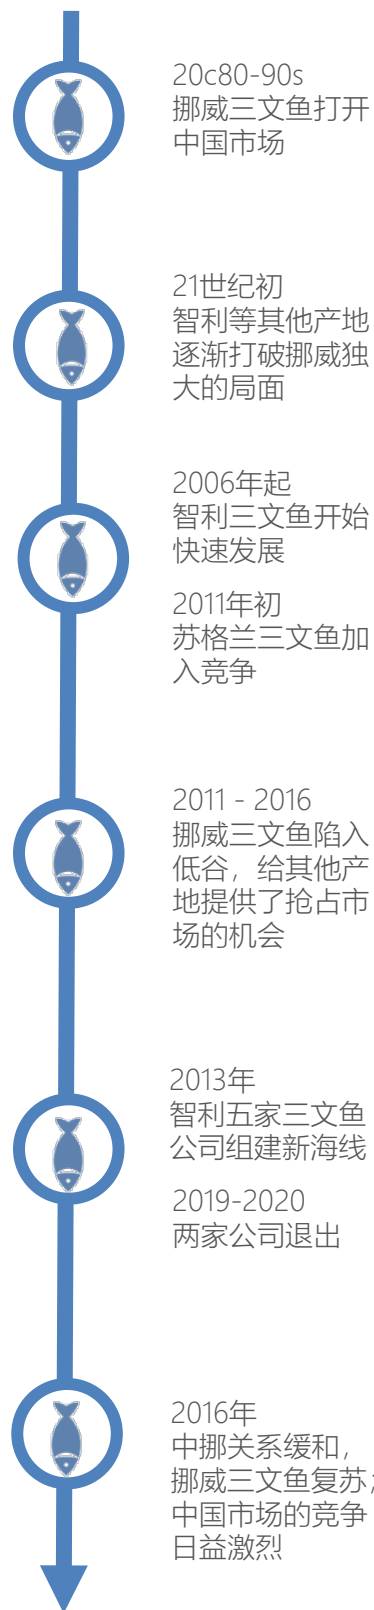 20c80-90s
挪威三文鱼打开
中国市场
21世纪初
智利等其他产地
逐渐打破挪威独
大的局面
2006年起
智利三文鱼开始
快速发展
2011年初
苏格兰三文鱼加
入竞争
2011 - 2016
挪威三文鱼陷入
低谷，给其他产
地提供了抢占市
场的机会
2013年
智利五家三文鱼
公司组建新海线
2019-2020
两家公司退出
2016年
中挪关系缓和，
挪威三文鱼复苏；
中国市场的竞争
日益激烈